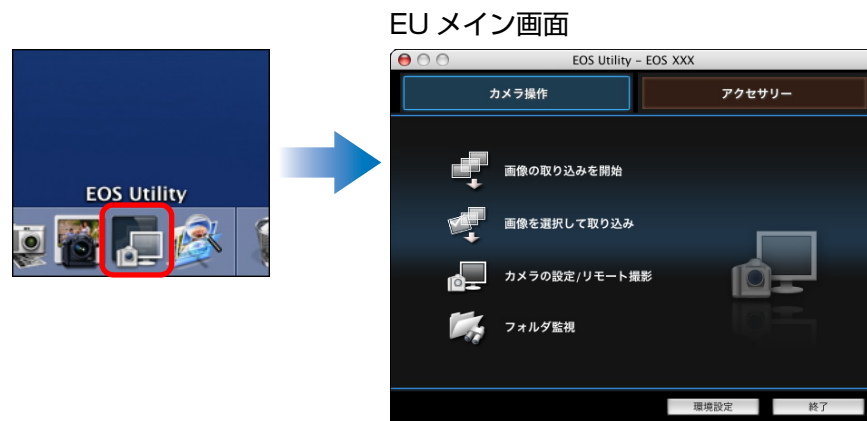 EU メイン画面
EOS Utility
EOS Utility – EOS XXX
カメラ操作
アクセサリー
画像の取り込みを開始
画像を選択して取り込み
カメラの設定/リモート撮影
フォルダ監視
環境設定
終了